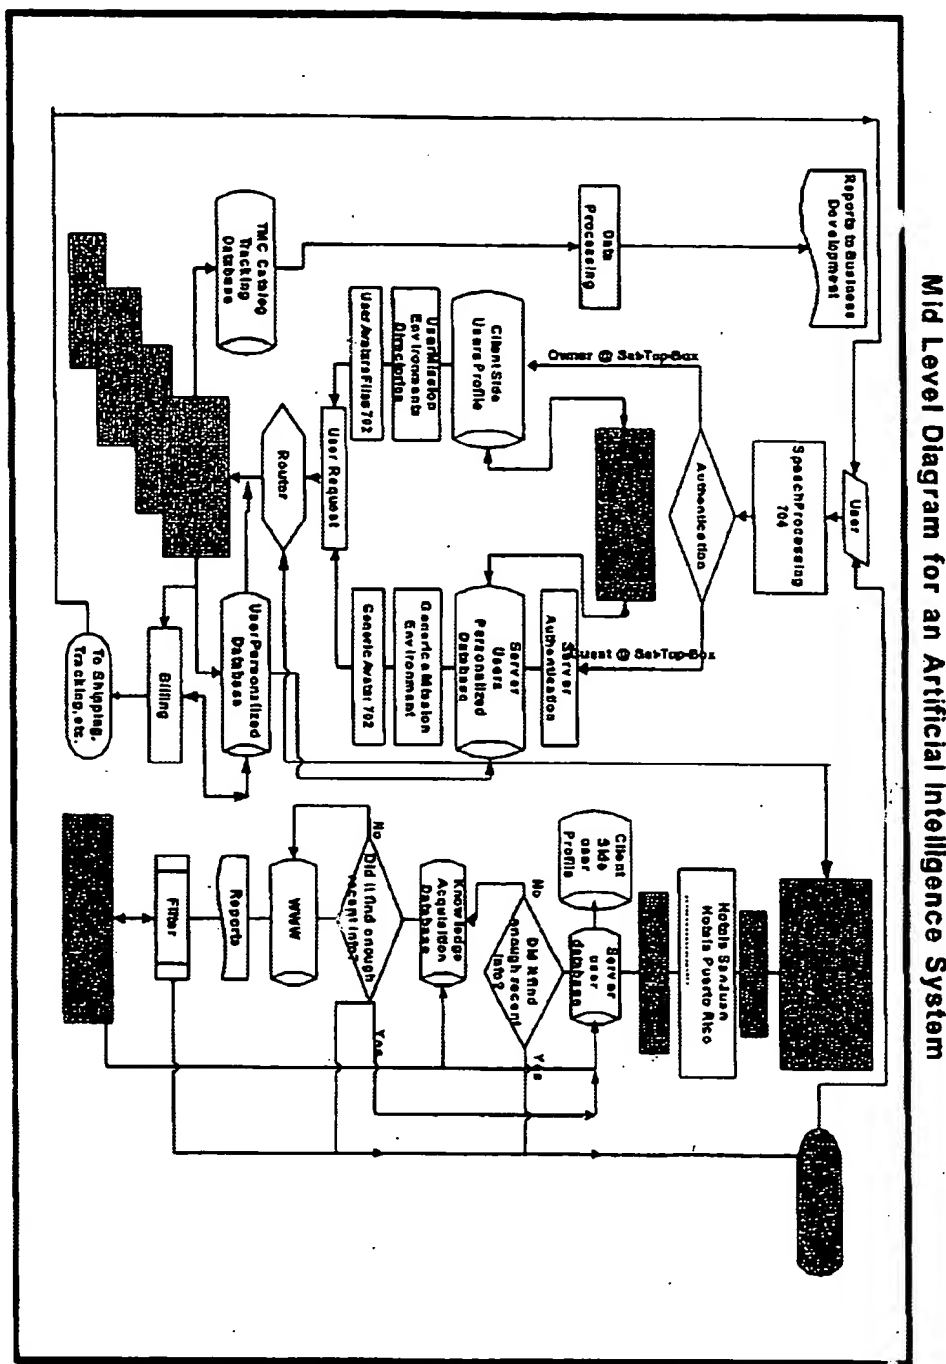 Mid Level Diagram for an Artificial Intelligence System
Reports to Business
Development
User
Speech Processing
704
Authentication
Owner @ Set-Top-Box
Guest @ Set-Top-Box
Data
Processing
Server
Authentication
Client Side
Users Profile
Server
Users
Personalized
Database
User Mission
Environments
Directories
Generic Mission
Environment
User Avatars Files 702
Generic Avatar 702
User Request
Router
TMC Catalog
Tracking
Database
User Personalized
Database
Billing
To Shipping,
Tracking, etc.
Hotels San Juan
Hotels Puerto Rico
Server
user
database
Client
Side
user
Profile
Did it find
enough recent
info?
No
Yes
Knowledge
Acquisition
Database
Did it find enough
recent info?
No
Yes
WWW
Reports
Filter